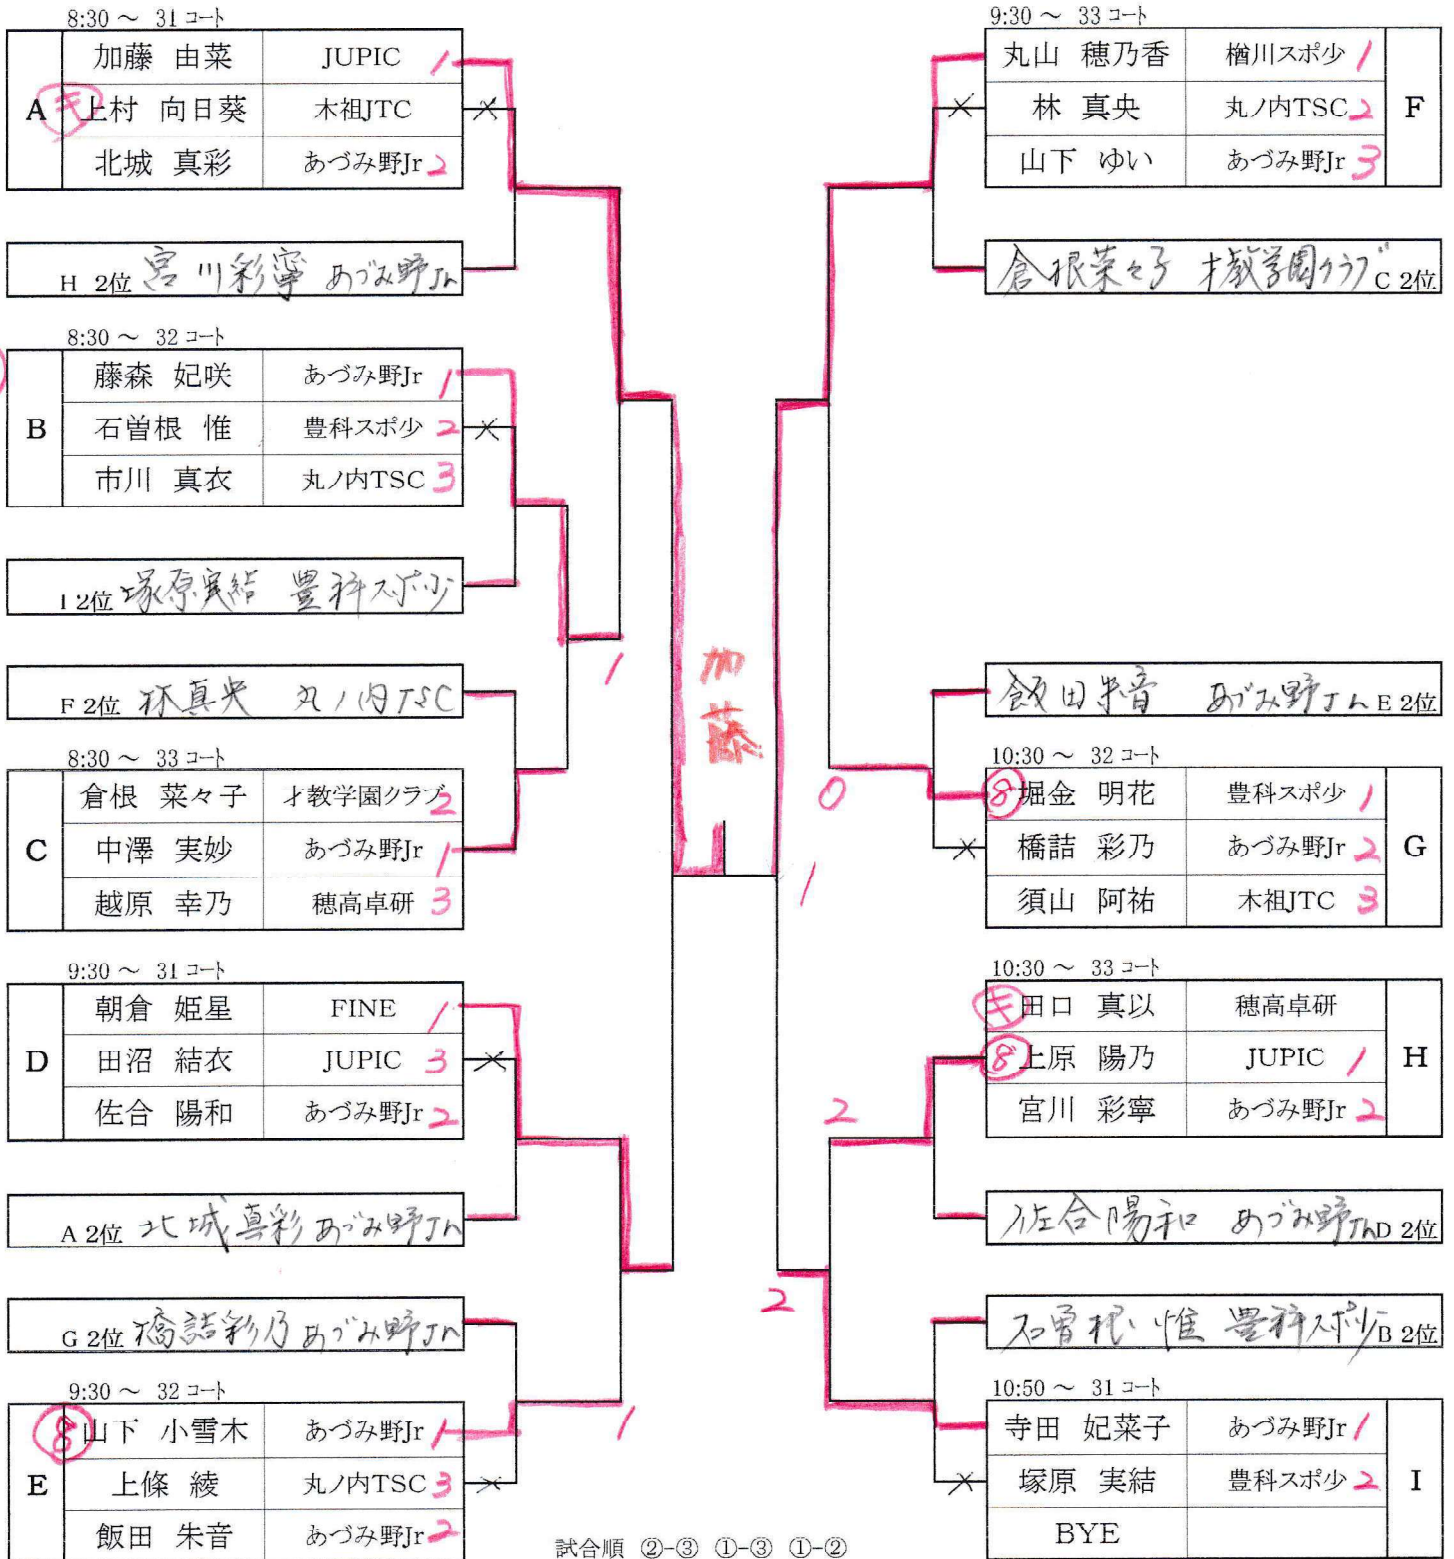 8:30 ～ 31 コート
A
加藤 由菜 JUPIC 1
キ 上村 向日葵 木祖JTC
北城 真彩 あづみ野Jr 2
H 2位 宮川彩寧 あづみ野Jr
8:30 ～ 32 コート
B
藤森 妃咲 あづみ野Jr 1
石曽根 惟 豊科スポ少 2
市川 真衣 丸ノ内TSC 3
I 2位 塚原実結 豊科スポ少
F 2位 林真央 丸ノ内TSC
8:30 ～ 33 コート
C
倉根 菜々子 才教学園クラブ 2
中澤 実妙 あづみ野Jr 1
越原 幸乃 穂高卓研 3
9:30 ～ 31 コート
D
朝倉 姫星 FINE 1
田沼 結衣 JUPIC 3
佐合 陽和 あづみ野Jr 2
A 2位 北城真彩 あづみ野Jr
G 2位 橋詰彩乃 あづみ野Jr
9:30 ～ 32 コート
E
⑧ 山下 小雪木 あづみ野Jr 1
上條 綾 丸ノ内TSC 3
飯田 朱音 あづみ野Jr 2
1
1
加藤
0
1
2
2
9:30 ～ 33 コート
F
丸山 穂乃香 楢川スポ少 1
林 真央 丸ノ内TSC 2
山下 ゆい あづみ野Jr 3
倉根菜々子 才教学園クラブ C 2位
飯田朱音 あづみ野Jr E 2位
10:30 ～ 32 コート
G
⑧ 堀金 明花 豊科スポ少 1
橋詰 彩乃 あづみ野Jr 2
須山 阿祐 木祖JTC 3
10:30 ～ 33 コート
H
キ 田口 真以 穂高卓研
⑧ 上原 陽乃 JUPIC 1
宮川 彩寧 あづみ野Jr 2
佐合陽和 あづみ野Jr D 2位
石曽根 惟 豊科スポ少 B 2位
10:50 ～ 31 コート
I
寺田 妃菜子 あづみ野Jr 1
塚原 実結 豊科スポ少 2
BYE
試合順 ②-③ ①-③ ①-②